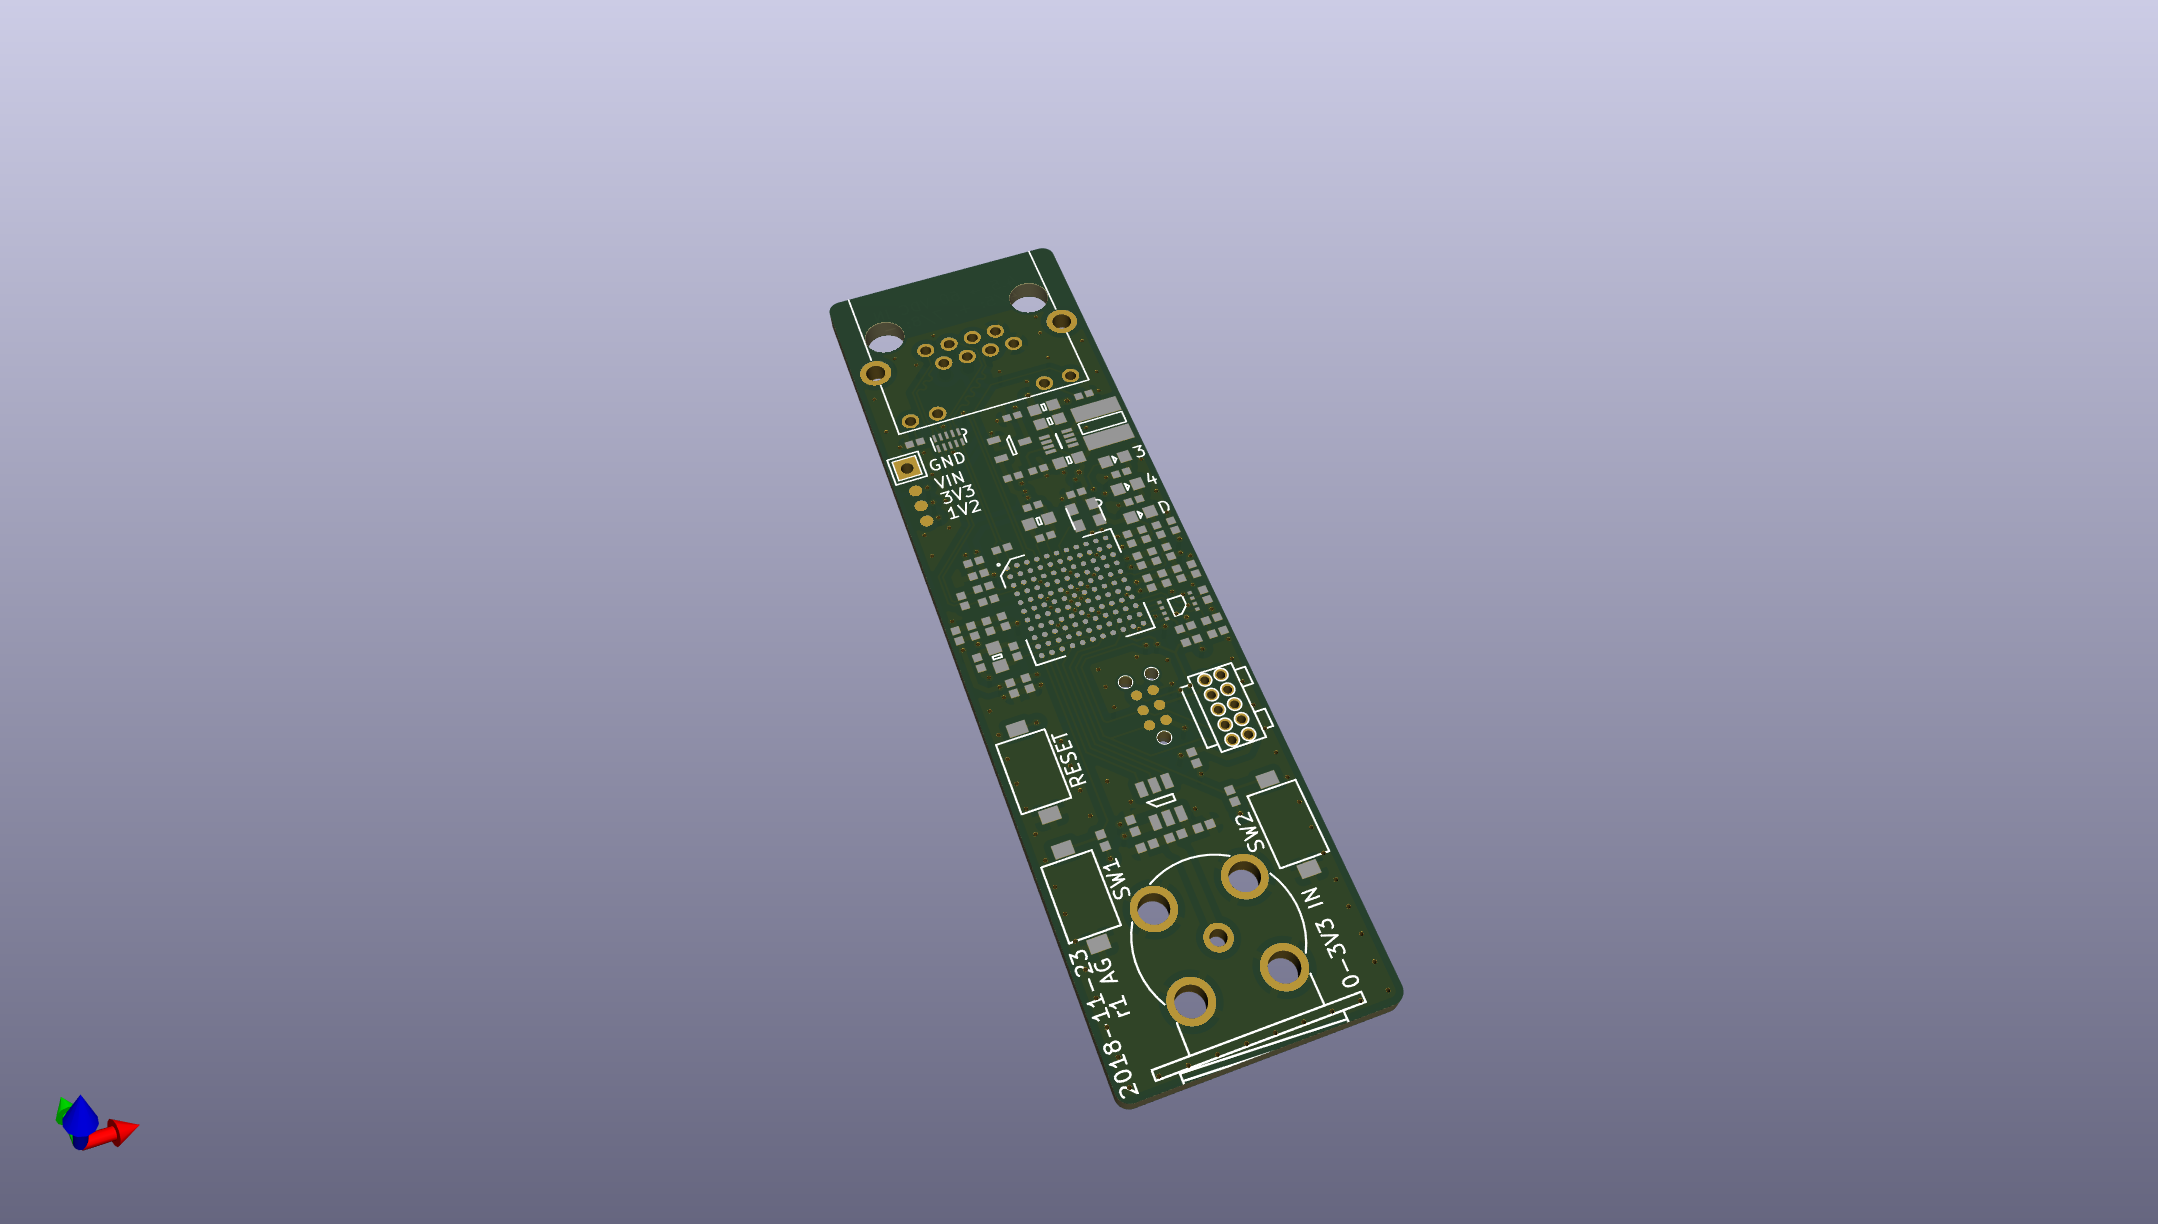 GND
VIN
3V3
1V2
3
4
D
RESET
SW2
SW1
0-3V3 IN
2018-11-23
r1 AG